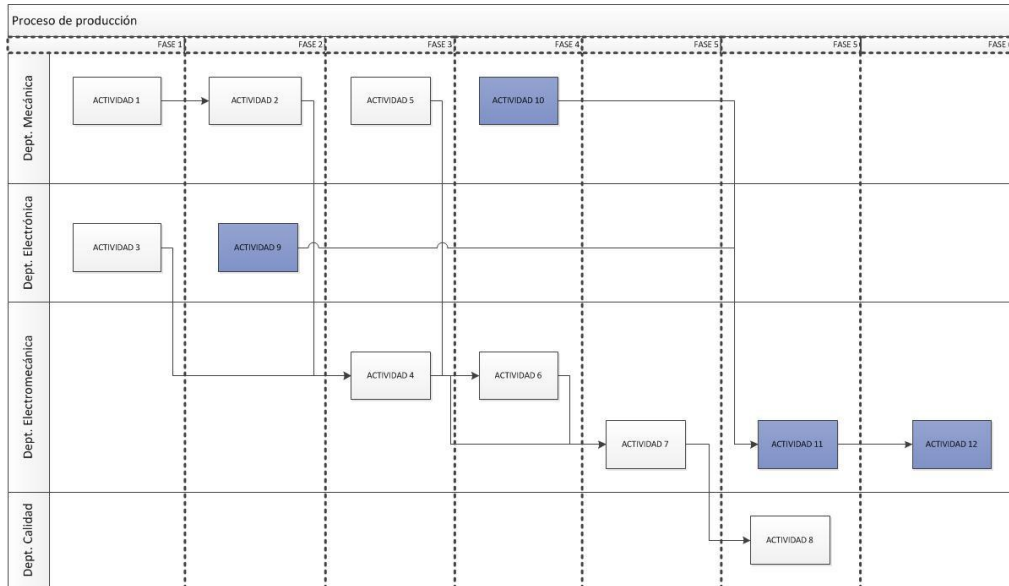 Proceso de producción
FASE 1 FASE 2 FASE 3 FASE 4 FASE 5 FASE 5 FASE
Dept. Mecánica
ACTIVIDAD 1 ACTIVIDAD 2 ACTIVIDAD 5 ACTIVIDAD 10
Dept. Electrónica
ACTIVIDAD 3 ACTIVIDAD 9
Dept. Electromecánica
ACTIVIDAD 4 ACTIVIDAD 6
ACTIVIDAD 7 ACTIVIDAD 11 ACTIVIDAD 12
Dept. Calidad
ACTIVIDAD 8